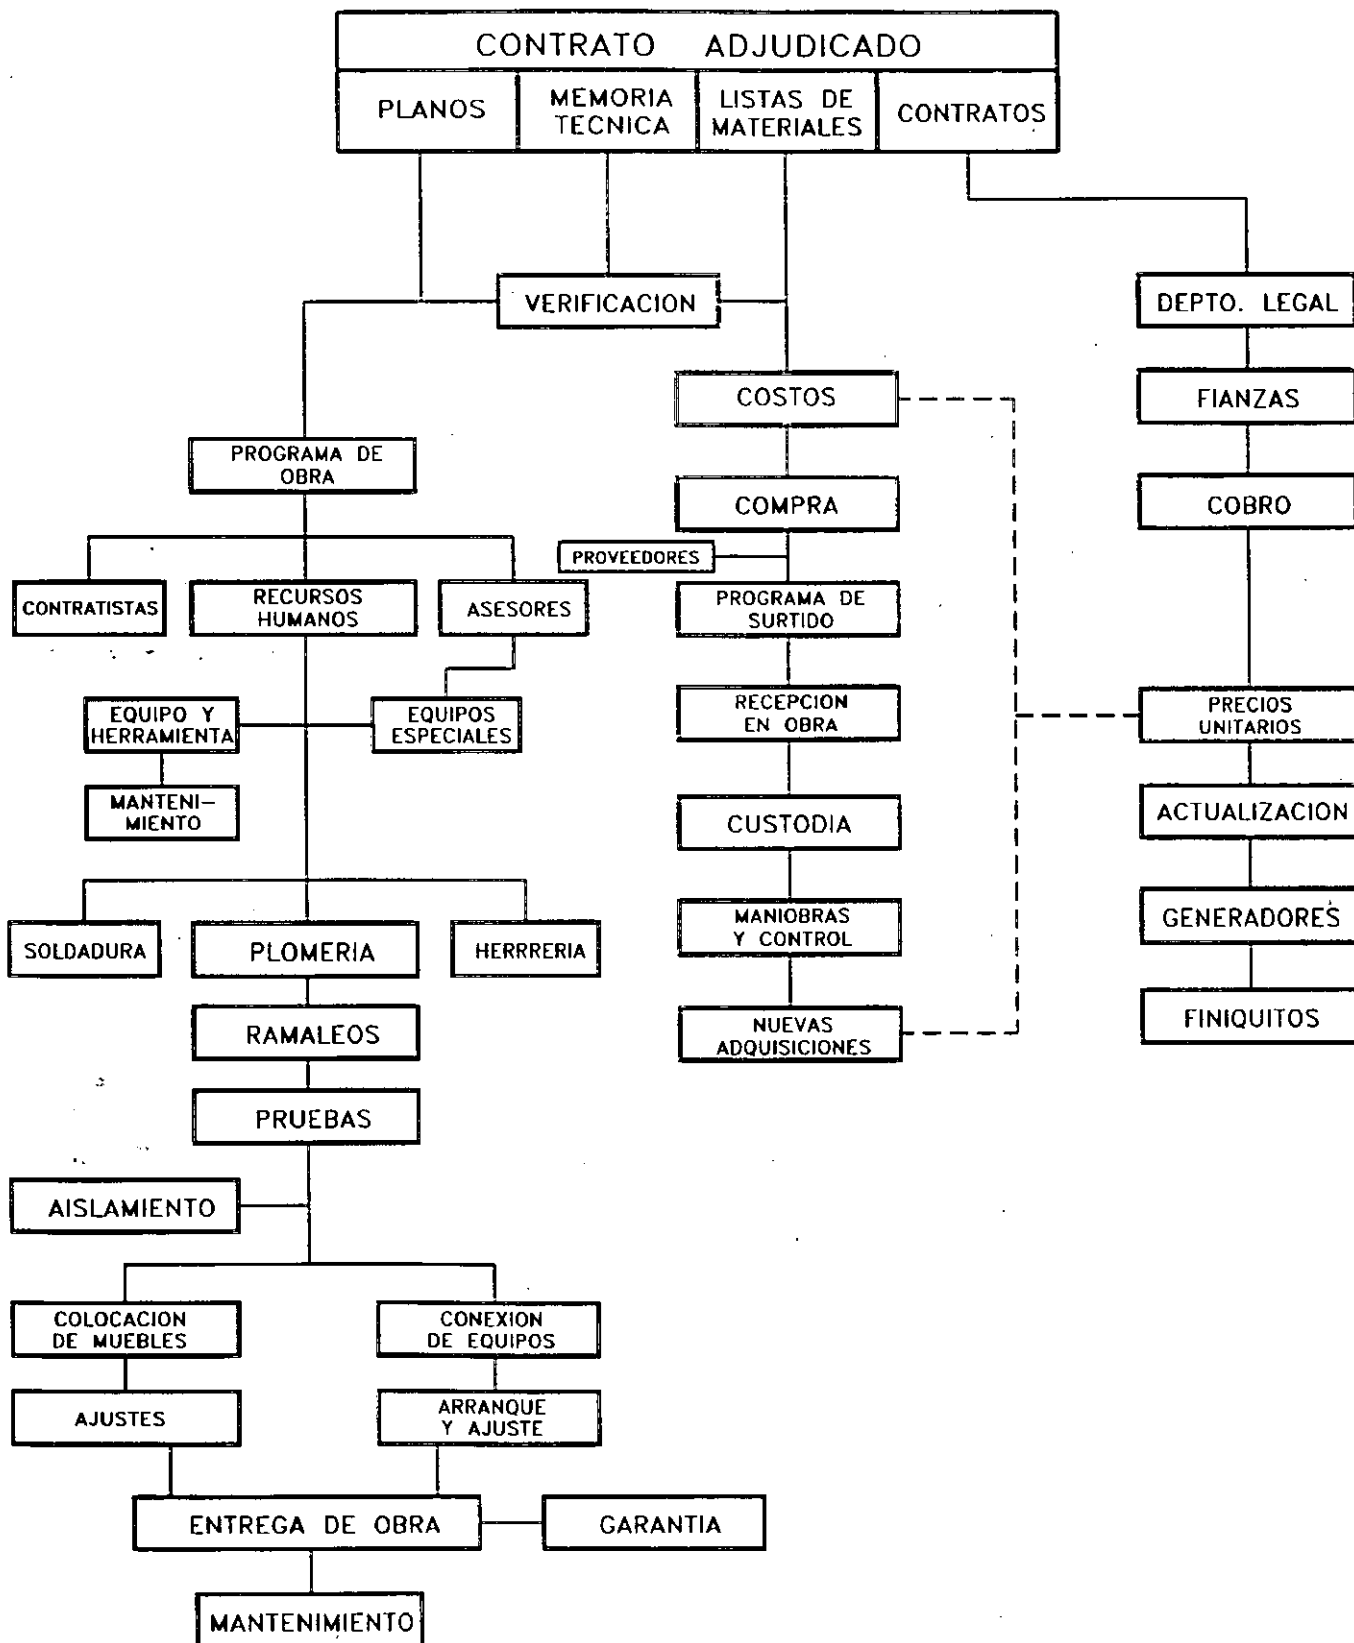 CONTRATO ADJUDICADO
PLANOS
MEMORIA
TECNICA
LISTAS DE
MATERIALES
CONTRATOS
VERIFICACION
DEPTO. LEGAL
COSTOS
FIANZAS
PROGRAMA DE
OBRA
COMPRA
COBRO
PROVEEDORES
CONTRATISTAS
RECURSOS
HUMANOS
ASESORES
PROGRAMA DE
SURTIDO
EQUIPO Y
HERRAMIENTA
EQUIPOS
ESPECIALES
RECEPCION
EN OBRA
PRECIOS
UNITARIOS
MANTENI-
MIENTO
CUSTODIA
ACTUALIZACION
SOLDADURA
PLOMERIA
HERRRERIA
MANIOBRAS
Y CONTROL
GENERADORES
RAMALEOS
NUEVAS
ADQUISICIONES
FINIQUITOS
PRUEBAS
AISLAMIENTO
COLOCACION
DE MUEBLES
CONEXION
DE EQUIPOS
AJUSTES
ARRANQUE
Y AJUSTE
ENTREGA DE OBRA
GARANTIA
MANTENIMIENTO